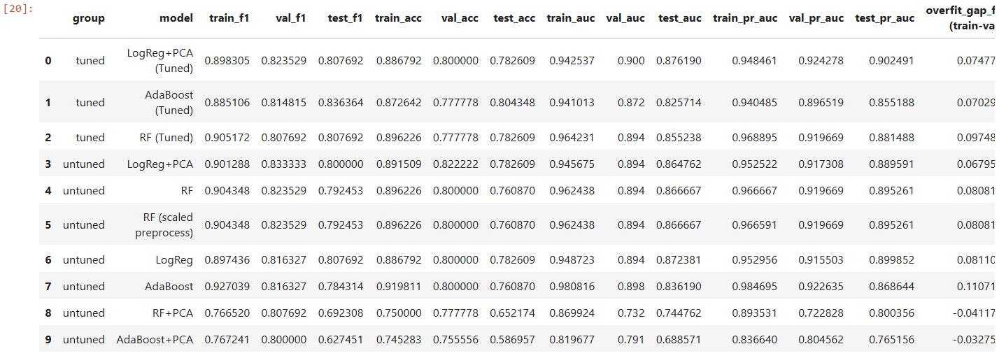 [20]:
group model train_f1 val_f1 test_f1 train_acc val_acc test_acc train_auc val_auc test_auc train_pr_auc val_pr_auc test_pr_auc overfit_gap_f
(train-va
0 tuned LogReg+PCA (Tuned) 0.898305 0.823529 0.807692 0.886792 0.800000 0.782609 0.942537 0.900 0.876190 0.948461 0.924278 0.902491 0.07477
1 tuned AdaBoost (Tuned) 0.885106 0.814815 0.836364 0.872642 0.777778 0.804348 0.941013 0.872 0.825714 0.940485 0.896519 0.855188 0.07029
2 tuned RF (Tuned) 0.905172 0.807692 0.807692 0.896226 0.777778 0.782609 0.964231 0.894 0.855238 0.968895 0.919669 0.881488 0.09748
3 untuned LogReg+PCA 0.901288 0.833333 0.800000 0.891509 0.822222 0.782609 0.945675 0.894 0.864762 0.952522 0.917308 0.889591 0.06795
4 untuned RF 0.904348 0.823529 0.792453 0.896226 0.800000 0.760870 0.962438 0.894 0.866667 0.966667 0.919669 0.895261 0.08081
5 untuned RF (scaled preprocess) 0.904348 0.823529 0.792453 0.896226 0.800000 0.760870 0.962438 0.894 0.866667 0.966591 0.919669 0.895261 0.08081
6 untuned LogReg 0.897436 0.816327 0.807692 0.886792 0.800000 0.782609 0.948723 0.894 0.872381 0.952956 0.915503 0.899852 0.08110
7 untuned AdaBoost 0.927039 0.816327 0.784314 0.919811 0.800000 0.760870 0.980816 0.898 0.836190 0.984695 0.922635 0.868644 0.11071
8 untuned RF+PCA 0.766520 0.807692 0.692308 0.750000 0.777778 0.652174 0.869924 0.732 0.744762 0.893531 0.722828 0.800356 -0.04117
9 untuned AdaBoost+PCA 0.767241 0.800000 0.627451 0.745283 0.755556 0.586957 0.819677 0.791 0.688571 0.836640 0.804562 0.765156 -0.03275